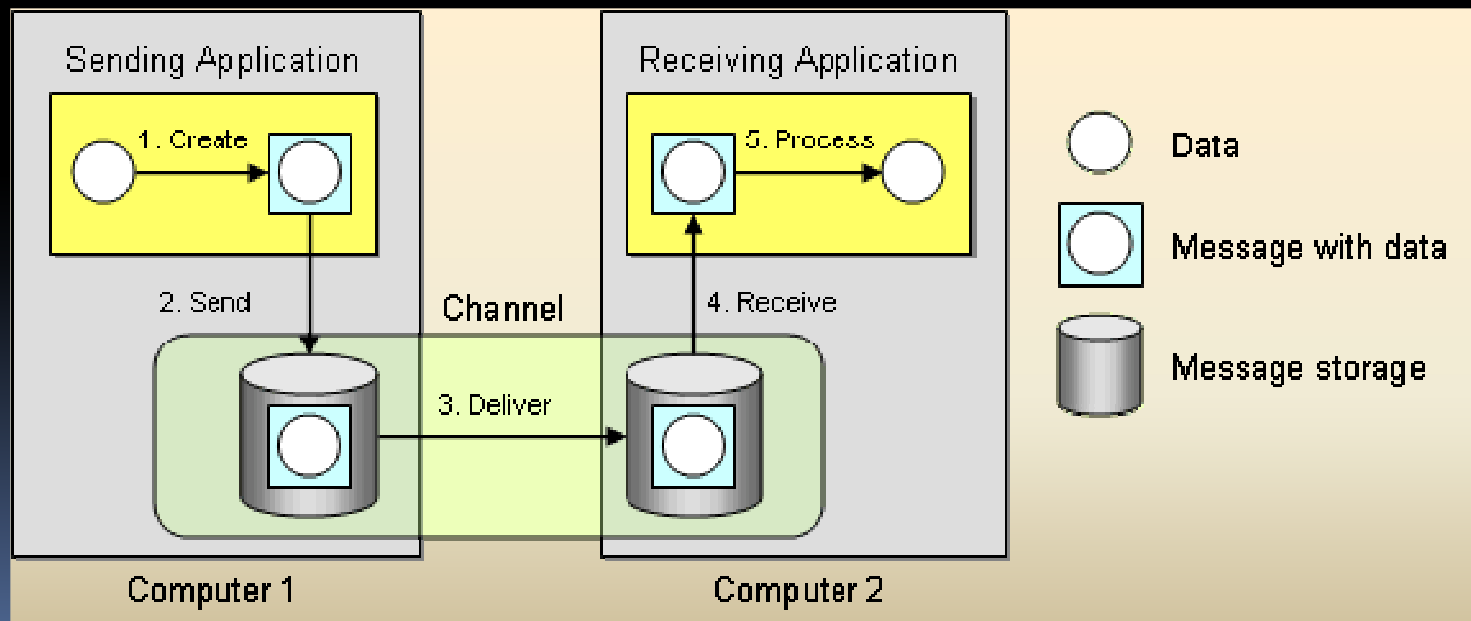 Sending Application
Receiving Application
1. Create
5. Process
Data
Message with data
2. Send
Channel
4. Receive
Message storage
3. Deliver
Computer 1
Computer 2